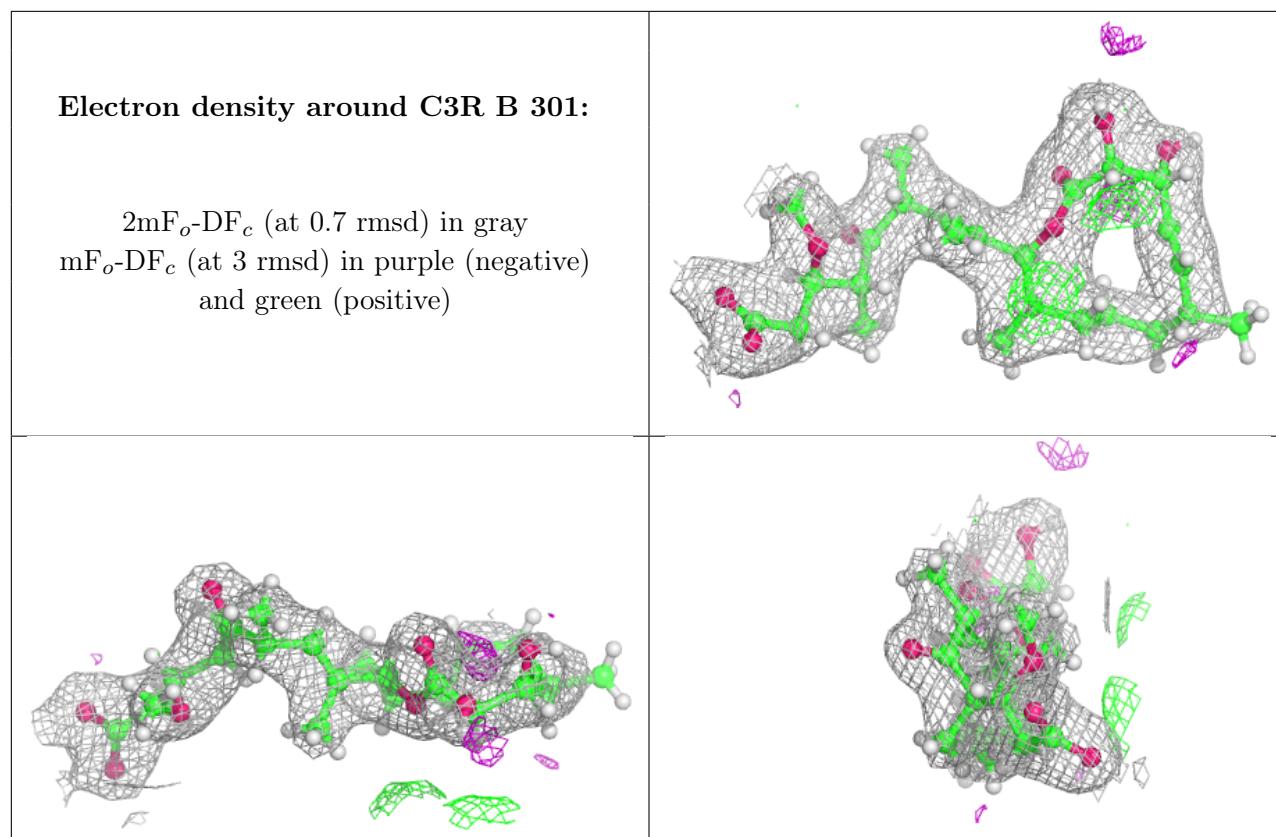 Electron density around C3R B 301:
2mFo-DFc (at 0.7 rmsd) in gray
mFo-DFc (at 3 rmsd) in purple (negative)
and green (positive)